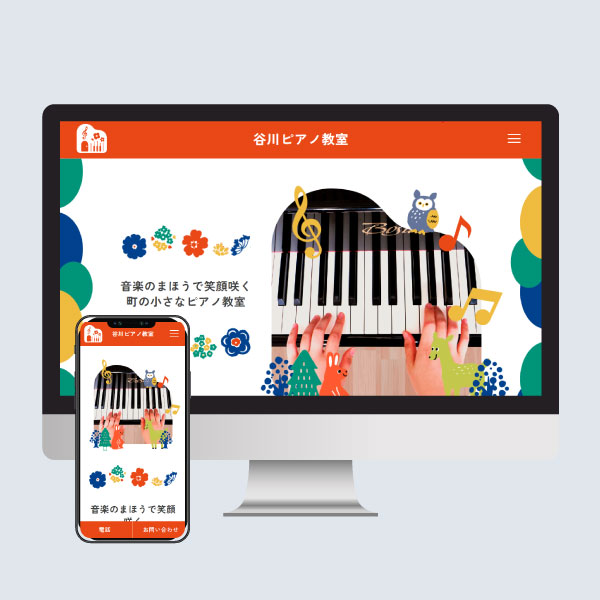 谷川ピアノ教室
音楽のまほうで笑顔咲く
町の小さなピアノ教室
谷川ピアノ教室
音楽のまほうで笑顔
咲く
電話
お問い合わせ